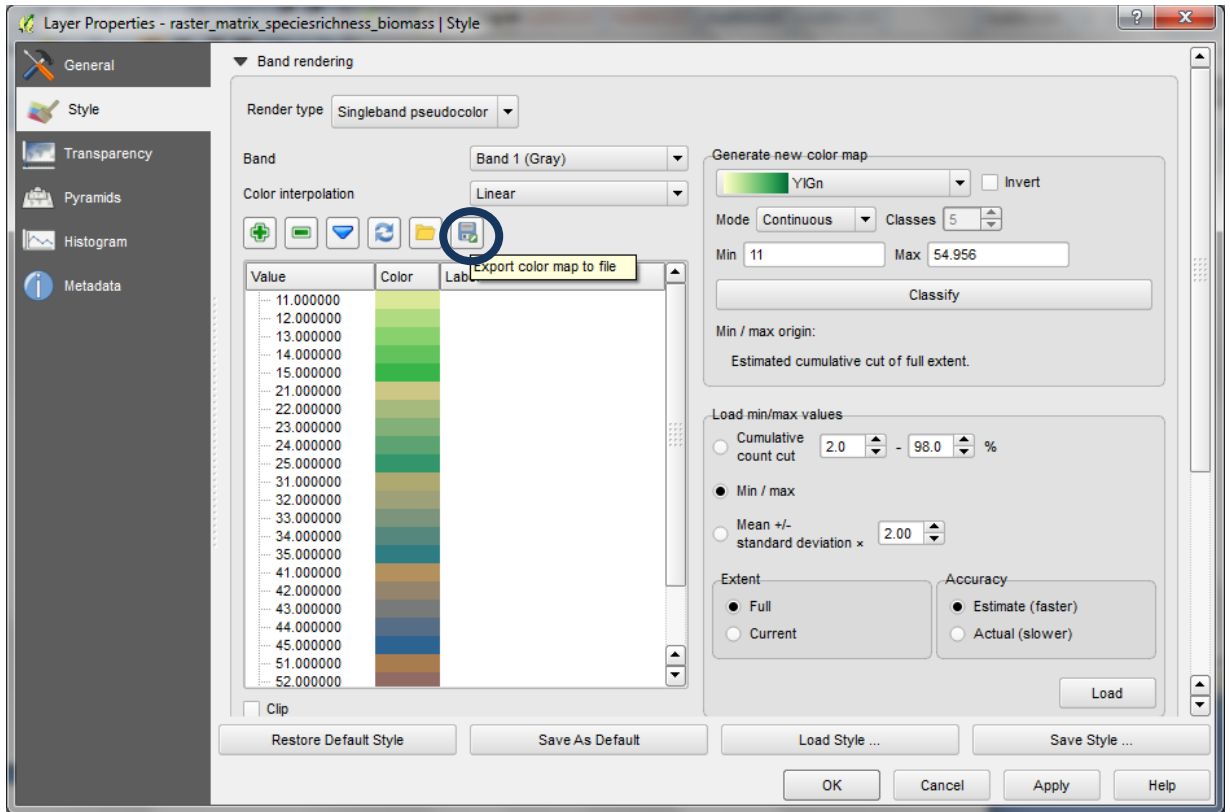 Layer Properties - raster_matrix_speciesrichness_biomass | Style
General
Style
Transparency
Pyramids
Histogram
Metadata
Band rendering
Render type Singleband pseudocolor
Band Band 1 (Gray)
Color interpolation Linear
Export color map to file
Value Color
11.000000
12.000000
13.000000
14.000000
15.000000
21.000000
22.000000
23.000000
24.000000
25.000000
31.000000
32.000000
33.000000
34.000000
35.000000
41.000000
42.000000
43.000000
44.000000
45.000000
51.000000
52.000000
Clip
Generate new color map
YlGn Invert
Mode Continuous Classes 5
Min 11 Max 54.956
Classify
Min / max origin:
Estimated cumulative cut of full extent.
Load min/max values
Cumulative
count cut 2.0 - 98.0 %
Min / max
Mean +/-
standard deviation × 2.00
Extent
Full
Current
Accuracy
Estimate (faster)
Actual (slower)
Load
Restore Default Style Save As Default Load Style ... Save Style ...
OK Cancel Apply Help